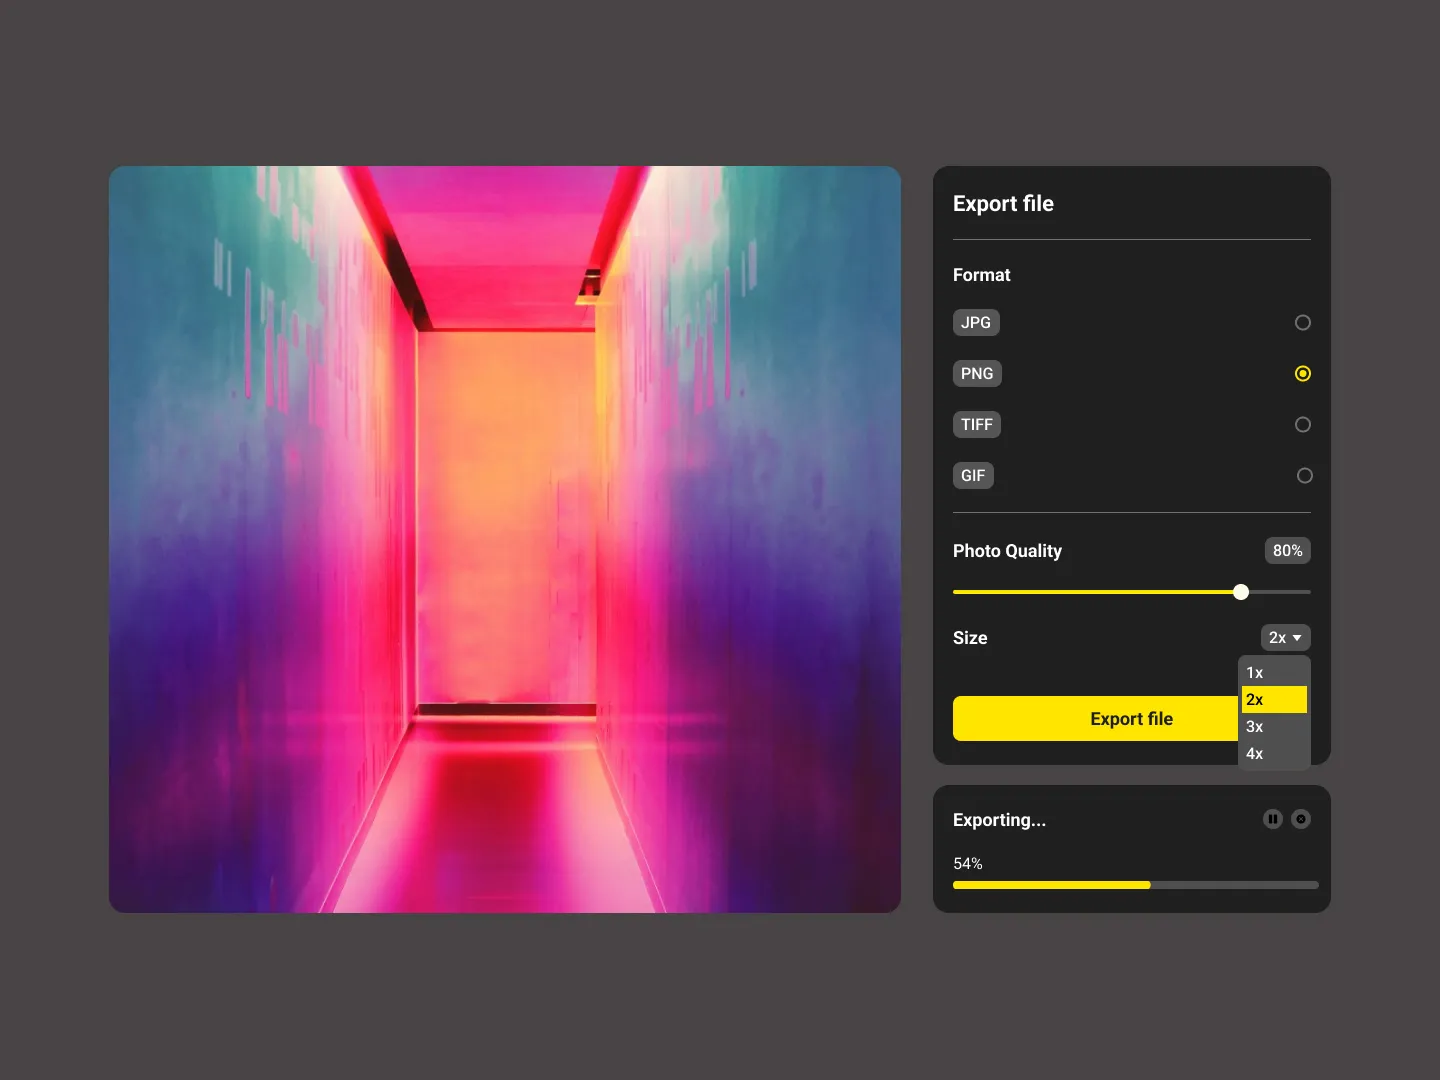 Export file
Format
JPG
PNG
TIFF
GIF
Photo Quality
80%
Size
2x
1x
2x
3x
4x
Export file
Exporting...
54%